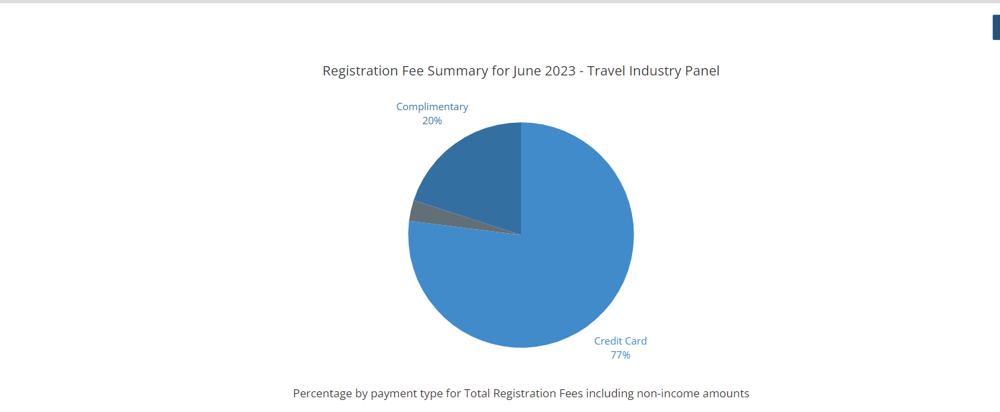 Registration Fee Summary for June 2023 - Travel Industry Panel
Complimentary
20%
Credit Card
77%
Percentage by payment type for Total Registration Fees including non-income amounts